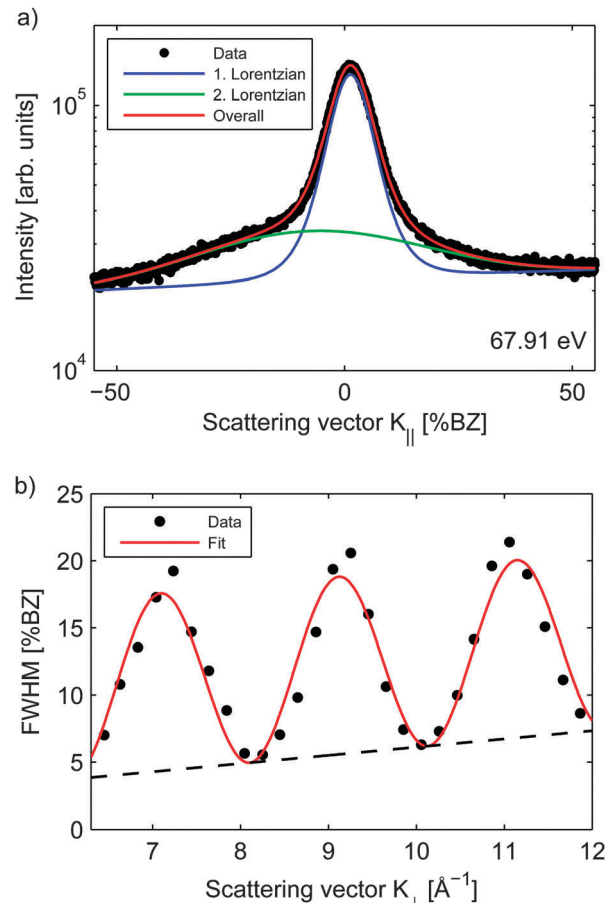 a)
Data
1. Lorentzian
2. Lorentzian
Overall
10^5
10^4
Intensity [arb. units]
67.91 eV
−50
0
50
Scattering vector K_|| [%BZ]
b)
25
20
15
10
5
0
Data
Fit
FWHM [%BZ]
7
8
9
10
11
12
Scattering vector K_⊥ [Å^−1]